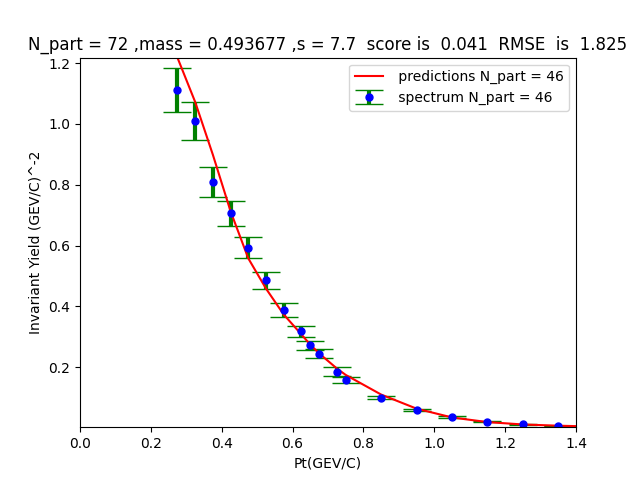 N_part = 72 ,mass = 0.493677 ,s = 7.7  score is  0.041  RMSE  is  1.825
predictions N_part = 46
spectrum N_part = 46
Invariant Yield (GEV/C)^-2
1.2
1.0
0.8
0.6
0.4
0.2
0.0 0.2 0.4 0.6 0.8 1.0 1.2 1.4
Pt(GEV/C)